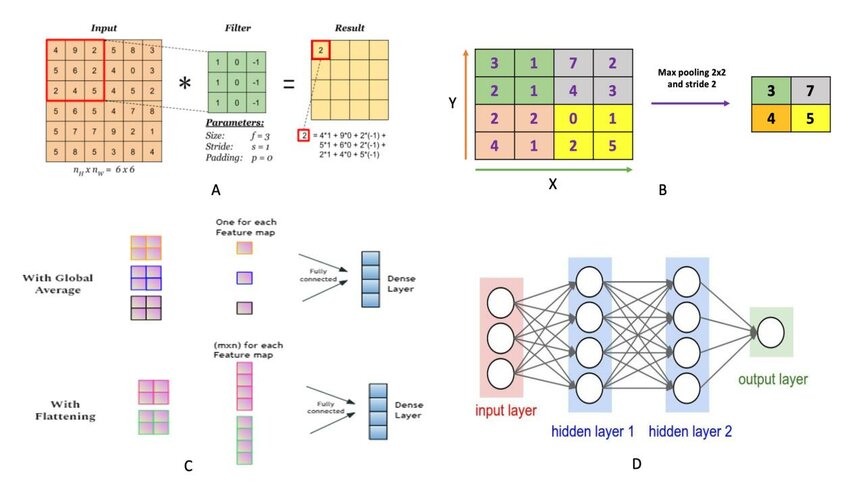 Input
Filter
Result
4 9 2 5 8 3
5 6 2 4 0 3
2 4 5 4 5 2
5 6 5 4 7 8
5 7 7 9 2 1
5 8 5 3 8 4
n_H x n_W = 6 x 6
*
1 0 -1
1 0 -1
1 0 -1
Parameters:
Size: f = 3
Stride: s = 1
Padding: p = 0
=
2
2 = 4*1 + 9*0 + 2*(-1) +
5*1 + 6*0 + 2*(-1) +
2*1 + 4*0 + 5*(-1)
A
Y
3 1 7 2
2 1 4 3
2 2 0 1
4 1 2 5
X
Max pooling 2x2
and stride 2
3 7
4 5
B
With Global
Average
One for each
Feature map
Fully
connected
Dense
Layer
With
Flattening
(mxn) for each
Feature map
Fully
connected
Dense
Layer
C
input layer
hidden layer 1
hidden layer 2
output layer
D